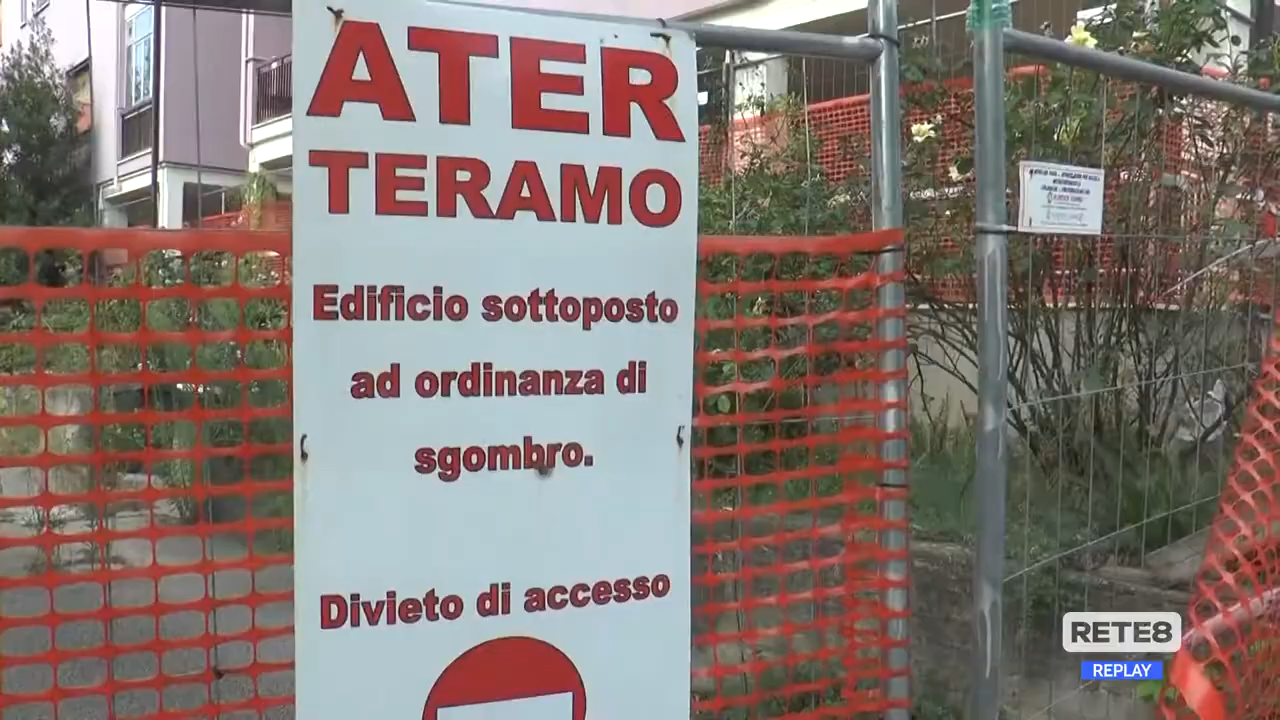 ATER
TERAMO
Edificio sottoposto
ad ordinanza di
sgombro.
Divieto di accesso
RETE8
REPLAY